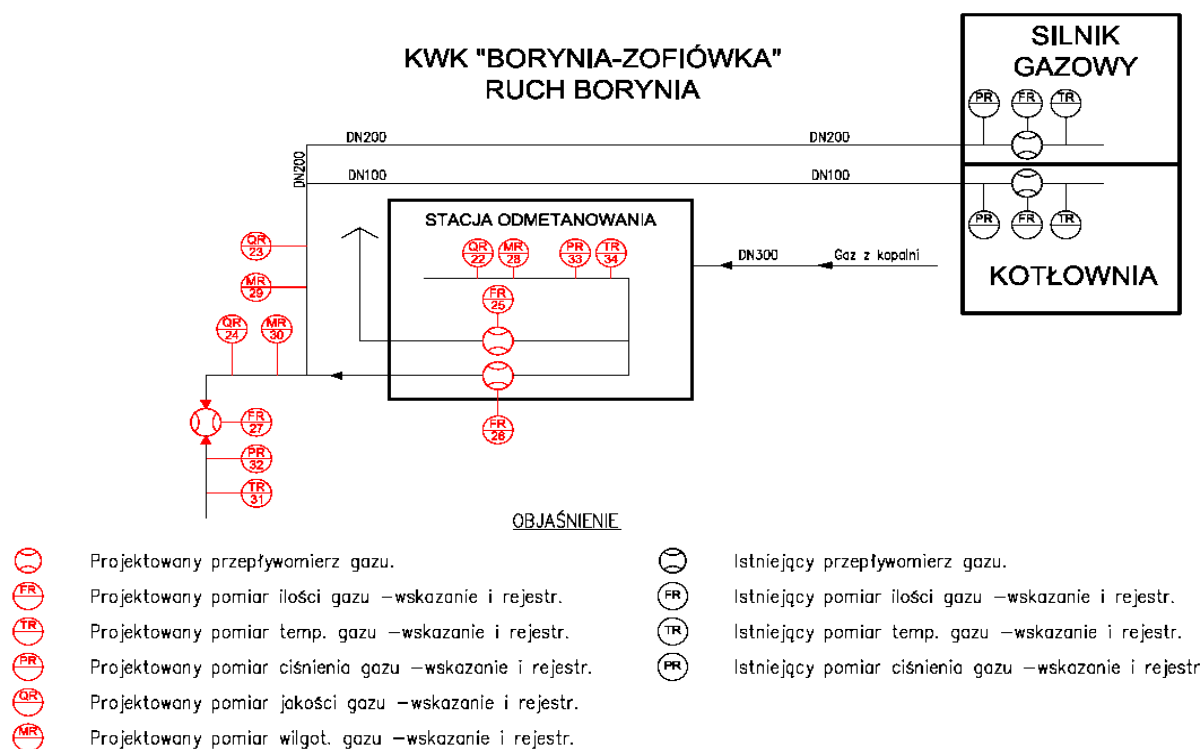 KWK "BORYNIA-ZOFIÓWKA"
RUCH BORYNIA
SILNIK
GAZOWY
PR
FR
TR
DN200
DN200
DN200
DN100
DN100
PR
FR
TR
KOTŁOWNIA
STACJA ODMETANOWANIA
QR
22
MR
28
PR
33
TR
34
DN300
Gaz z kopalni
QR
23
MR
29
FR
25
QR
24
MR
30
FR
26
FR
27
PR
32
TR
31
OBJAŚNIENIE
Projektowany przepływomierz gazu.
FR Projektowany pomiar ilości gazu –wskazanie i rejestr.
TR Projektowany pomiar temp. gazu –wskazanie i rejestr.
PR Projektowany pomiar ciśnienia gazu –wskazanie i rejestr.
QR Projektowany pomiar jakości gazu –wskazanie i rejestr.
MR Projektowany pomiar wilgot. gazu –wskazanie i rejestr.
Istniejący przepływomierz gazu.
FR Istniejący pomiar ilości gazu –wskazanie i rejestr.
TR Istniejący pomiar temp. gazu –wskazanie i rejestr.
PR Istniejący pomiar ciśnienia gazu –wskazanie i rejestr